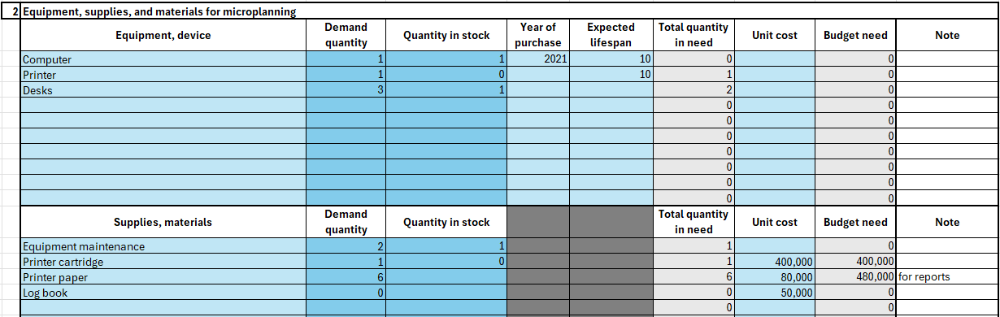 2 Equipment, supplies, and materials for microplanning
Equipment, device Demand quantity Quantity in stock Year of purchase Expected lifespan Total quantity in need Unit cost Budget need Note
Computer 1 1 2021 10 0 0
Printer 1 0 10 1 0
Desks 3 1 2 0
0 0
0 0
0 0
0 0
0 0
0 0
0 0
Supplies, materials Demand quantity Quantity in stock Total quantity in need Unit cost Budget need Note
Equipment maintenance 2 1 1 0
Printer cartridge 1 0 1 400,000 400,000
Printer paper 6 6 80,000 480,000 for reports
Log book 0 0 50,000 0
0 0